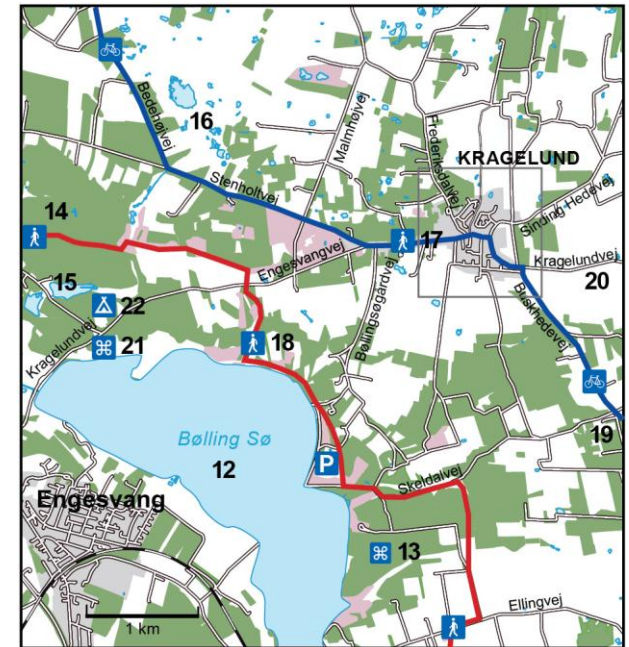 Bedehøjvej
16
Malmhøjvej
Frederiksdalvej
KRAGELUND
Stenholtvej
Sinding Hedevej
14
17
Engesvangvej
Kragelundvej
20
15
22
Bøllingsøgårdvej
Buskhedevej
18
21
Kragelundvej
19
Bølling Sø
12
P
Skeldalvej
Engesvang
13
Ellingvej
1 km